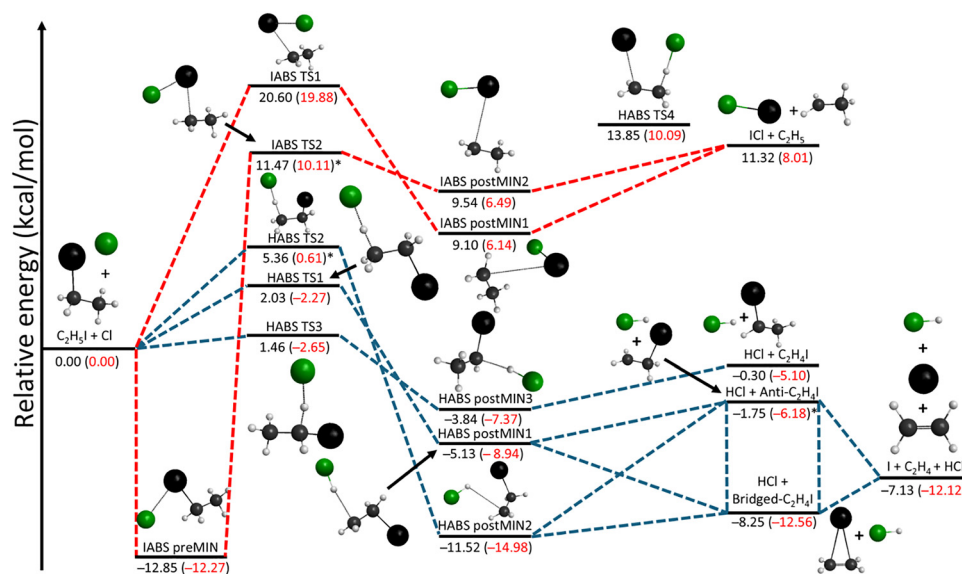 Relative energy (kcal/mol)
IABS TS1
20.60 (19.88)
IABS TS2
11.47 (10.11)*
HABS TS2
5.36 (0.61)*
HABS TS1
2.03 (−2.27)
HABS TS3
1.46 (−2.65)
+
C₂H₅I + Cl
0.00 (0.00)
IABS preMIN
−12.85 (−12.27)
IABS postMIN2
9.54 (6.49)
IABS postMIN1
9.10 (6.14)
HABS postMIN3
−3.84 (−7.37)
HABS postMIN1
−5.13 (− 8.94)
HABS postMIN2
−11.52 (−14.98)
HABS TS4
13.85 (10.09)
+
ICl + C₂H₅
11.32 (8.01)
+
+
HCl + C₂H₄I
−0.30 (−5.10)
HCl + Anti-C₂H₄I
−1.75 (−6.18)*
HCl +
Bridged-C₂H₄I
−8.25 (−12.56)
+
+
+
I + C₂H₄ + HCl
−7.13 (−12.12)